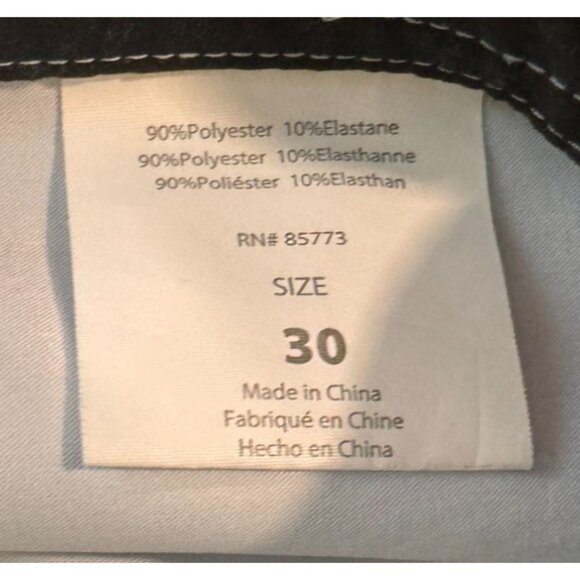 90%Polyester 10%Elastane
90%Polyester 10%Elasthanne
90%Poliéster 10%Elasthan
RN# 85773
SIZE
30
Made in China
Fabriqué en Chine
Hecho en China